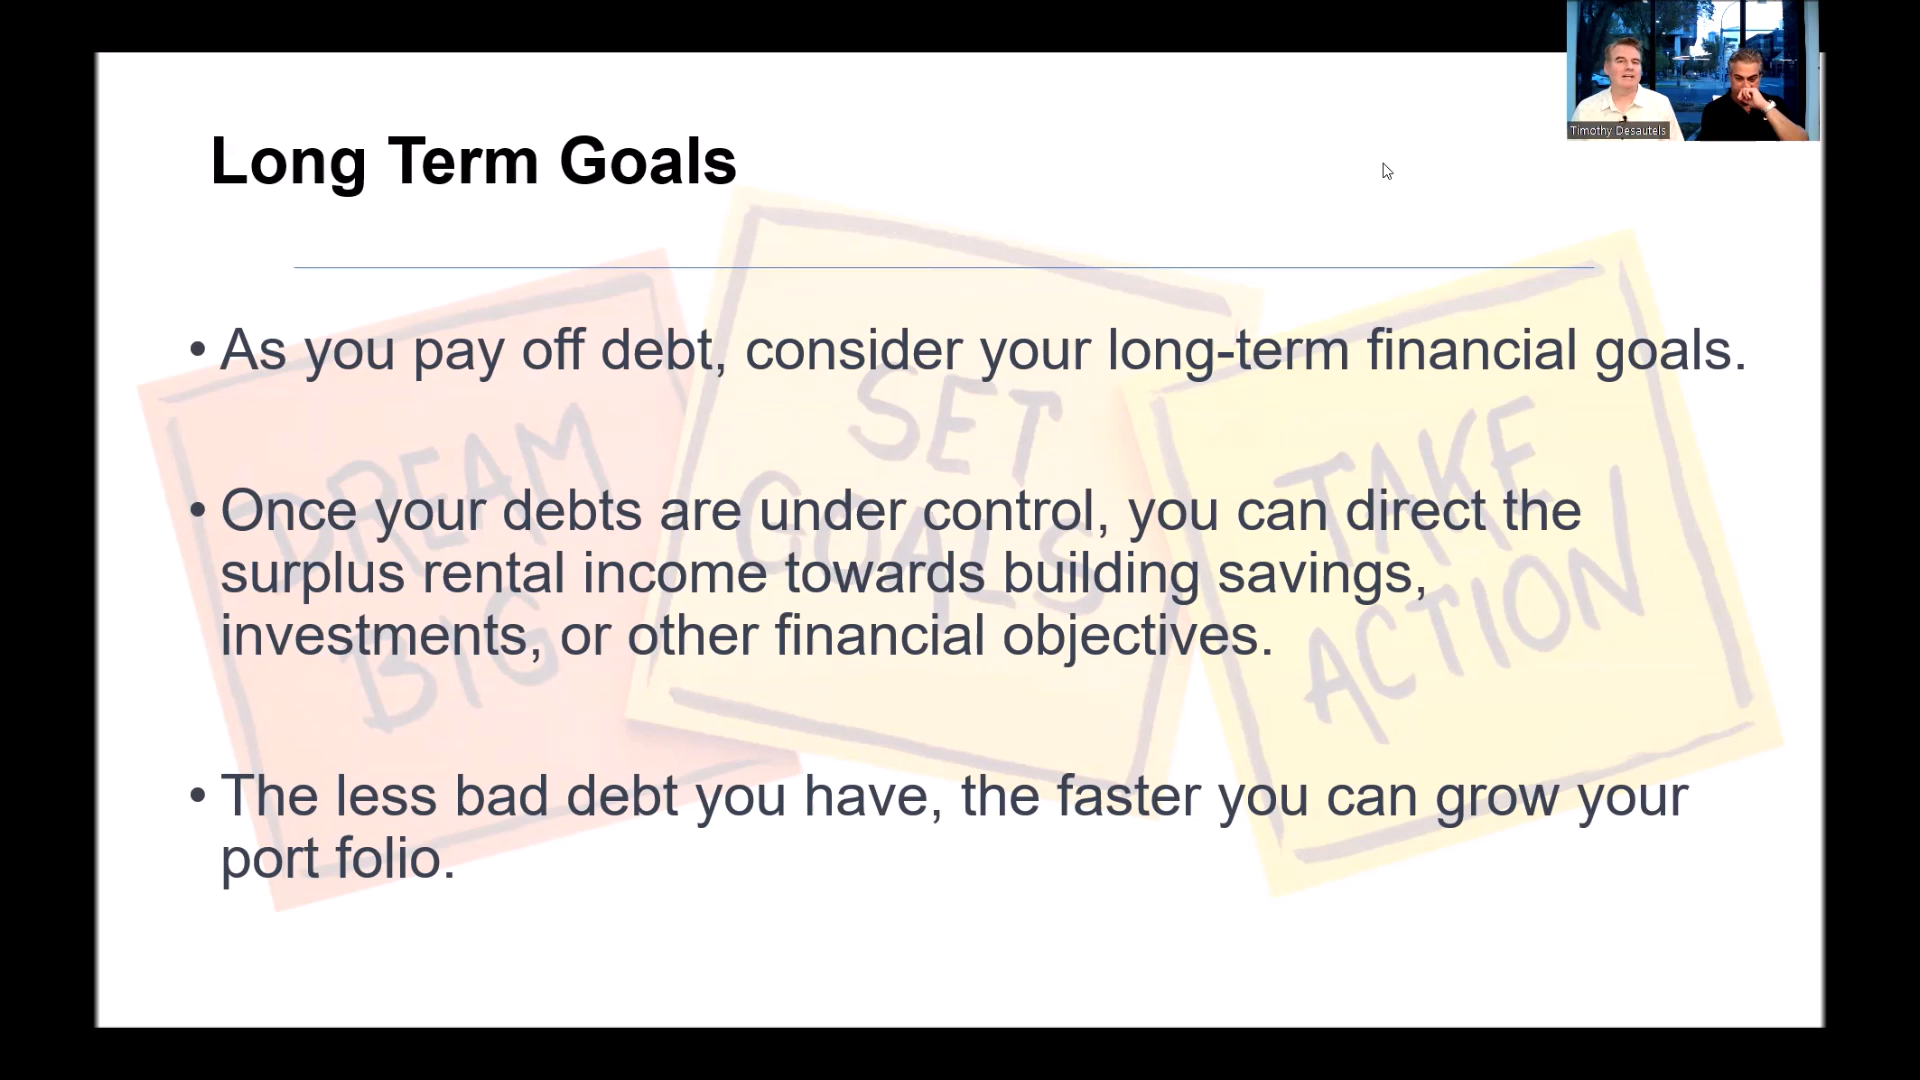 Timothy Desautels
Long Term Goals
• As you pay off debt, consider your long-term financial goals.
• Once your debts are under control, you can direct the
surplus rental income towards building savings,
investments, or other financial objectives.
• The less bad debt you have, the faster you can grow your
port folio.
DREAM
BIG
SET
GOALS
TAKE
ACTION